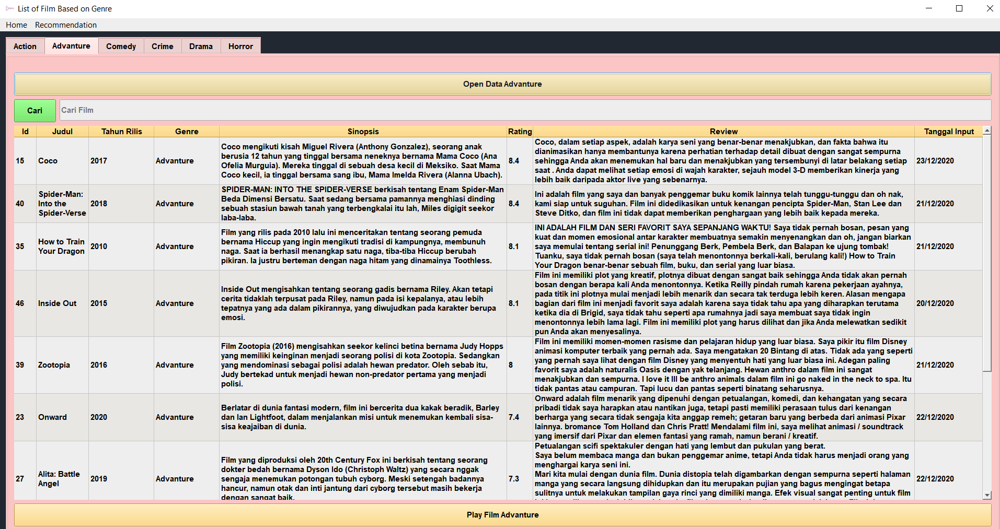 List of Film Based on Genre
Home Recommendation
Action Advanture Comedy Crime Drama Horror
Open Data Advanture
Cari Cari Film
Id Judul Tahun Rilis Genre Sinopsis Rating Review Tanggal Input
15
Coco
2017
Advanture
Coco mengikuti kisah Miguel Rivera (Anthony Gonzalez), seorang anak
berusia 12 tahun yang tinggal bersama neneknya bernama Mama Coco (Ana
Ofelia Murguia). Mereka tinggal di sebuah desa kecil di Meksiko. Saat Mama
Coco kecil, ia tinggal bersama sang ibu, Mama Imelda Rivera (Alanna Ubach).
8.4
Coco, dalam setiap aspek, adalah karya seni yang benar-benar menakjubkan, dan fakta bahwa itu
dianimasikan hanya membantunya karena perhatian terhadap detail dibuat dengan sangat sempurna
sehingga Anda akan menemukan hal baru dan menakjubkan yang tersembunyi di latar belakang setiap
saat . Anda dapat melihat setiap emosi di wajah karakter, sejauh model 3-D memberikan kinerja yang
lebih baik daripada aktor live yang sebenarnya.
23/12/2020
40
Spider-Man:
Into the
Spider-Verse
2018
Advanture
SPIDER-MAN: INTO THE SPIDER-VERSE berkisah tentang Enam Spider-Man
Beda Dimensi Bersatu. Saat sedang bersama pamannya menghiasi dinding
sebuah stasiun bawah tanah yang terbengkalai itu lah, Miles digigit seekor
laba-laba.
8.4
Ini adalah film yang saya dan banyak penggemar buku komik lainnya telah tunggu-tunggu dan oh nak,
kami siap untuk suguhan. Film ini didedikasikan untuk kenangan pencipta Spider-Man, Stan Lee dan
Steve Ditko, dan film ini tidak dapat memberikan penghargaan yang lebih baik kepada mereka.
21/12/2020
35
How to Train
Your Dragon
2010
Advanture
Film yang rilis pada 2010 lalu ini menceritakan tentang seorang pemuda
bernama Hiccup yang ingin mengikuti tradisi di kampungnya, membunuh
naga. Saat ia berhasil menangkap satu naga, tiba-tiba Hiccup berubah
pikiran. Ia justru berteman dengan naga hitam yang dinamainya Toothless.
8.1
INI ADALAH FILM DAN SERI FAVORIT SAYA SEPANJANG WAKTU! Saya tidak pernah bosan, pesan yang
kuat dan momen emosional antar karakter membuatnya semakin menyenangkan dan oh, jangan biarkan
saya memulai tentang serial ini! Penunggang Berk, Pembela Berk, dan Balapan ke ujung tombak!
Tuanku, saya tidak pernah bosan (saya telah menontonnya berkali-kali, berulang kali!) How to Train
Your Dragon benar-benar sebuah film, buku, dan serial yang luar biasa.
21/12/2020
46
Inside Out
2015
Advanture
Inside Out mengisahkan tentang seorang gadis bernama Riley. Akan tetapi
cerita tidaklah terpusat pada Riley, namun pada isi kepalanya, atau lebih
tepatnya yang ada dalam pikirannya, yang diwujudkan pada karakter berupa
emosi.
8.1
Film ini memiliki plot yang kreatif, plotnya dibuat dengan sangat baik sehingga Anda tidak akan pernah
bosan dengan berapa kali Anda menontonnya. Ketika Reilly pindah rumah karena pekerjaan ayahnya,
pada titik ini plotnya mulai menjadi lebih menarik dan secara tak terduga lebih keren. Alasan mengapa
bagian dari film ini menjadi favorit saya adalah karena saya tidak tahu apa yang diharapkan terutama
ketika dia di Brigid, saya tidak tahu seperti apa rumahnya jadi saya membuat saya tidak ingin
menontonnya lebih lama lagi. Film ini memiliki plot yang harus dilihat dan jika Anda melewatkan sedikit
pun Anda akan menyesalinya.
20/12/2020
39
Zootopia
2016
Advanture
Film Zootopia (2016) mengisahkan seekor kelinci betina bernama Judy Hopps
yang memiliki keinginan menjadi seorang polisi di kota Zootopia. Sedangkan
yang mendominasi sebagai polisi adalah hewan predator. Oleh sebab itu,
Judy bertekad untuk menjadi hewan non-predator pertama yang menjadi
polisi.
8
Film ini memiliki momen-momen rasisme dan pelajaran hidup yang luar biasa. Saya pikir itu film Disney
animasi komputer terbaik yang pernah ada. Saya mengatakan 20 Bintang di atas. Tidak ada yang seperti
yang pernah saya lihat dengan film Disney yang menyentuh hati yang luar biasa ini. Adegan paling
favorit saya adalah naturalis Oasis dengan yak telanjang. Hewan anthro dalam film ini sangat
menakjubkan dan sempurna. I love it Ill be anthro animals dalam film ini go naked in the neck to spa. Itu
tidak pantas atau campuran. Tapi lucu dan pantas seperti binatang seharusnya.
21/12/2020
23
Onward
2020
Advanture
Berlatar di dunia fantasi modern, film ini bercerita dua kakak beradik, Barley
dan Ian Lightfoot, dalam menjalankan misi untuk menemukan kembali sisa-
sisa keajaiban di dunia.
7.4
Onward adalah film menarik yang dipenuhi dengan petualangan, komedi, dan kehangatan yang secara
pribadi tidak saya harapkan atau nantikan juga, tetapi pasti memiliki perasaan tulus dari kenangan
berharga yang secara tidak sengaja kita anggap remeh; getaran baru yang berbeda dari animasi Pixar
lainnya. bromance Tom Holland dan Chris Pratt! Mendalami film ini, saya melihat animasi / soundtrack
yang imersif dari Pixar dan elemen fantasi yang ramah, namun berani / kreatif.
22/12/2020
27
Alita: Battle
Angel
2019
Advanture
Film yang diproduksi oleh 20th Century Fox ini berkisah tentang seorang
dokter bedah bernama Dyson Ido (Christoph Waltz) yang secara nggak
sengaja menemukan potongan tubuh cyborg. Meski setengah badannya
hancur, namun otak dan inti jantung dari cyborg tersebut masih bekerja
dengan sangat baik.
7.3
Petualangan scifi spektakuler dengan hati yang lembut dan pukulan yang berat.
Saya belum membaca manga dan bukan penggemar anime, tetapi Anda tidak harus menjadi orang yang
menghargai karya seni ini.
Mari kita mulai dengan dunia film. Dunia distopia telah digambarkan dengan sempurna seperti halaman
manga yang secara langsung dihidupkan dan itu merupakan pujian yang bagus mengingat betapa
sulitnya untuk melakukan tampilan gaya rinci yang dimiliki manga. Efek visual sangat penting untuk film
22/12/2020
Play Film Advanture